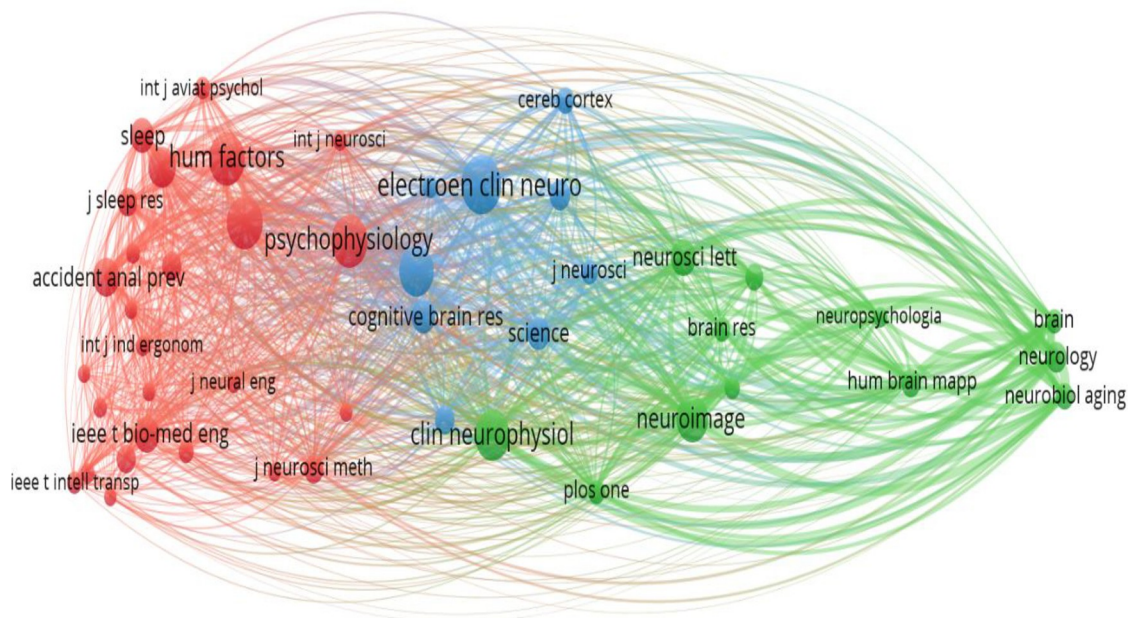 int j aviat psychol
cereb cortex
sleep
int j neurosci
hum factors
electroen clin neuro
j sleep res
psychophysiology
neurosci lett
accident anal prev
j neurosci
cognitive brain res
neuropsychologia
brain
science
brain res
int j ind ergonom
neurology
j neural eng
hum brain mapp
neurobiol aging
neuroimage
ieee t bio-med eng
clin neurophysiol
j neurosci meth
ieee t intell transp
plos one